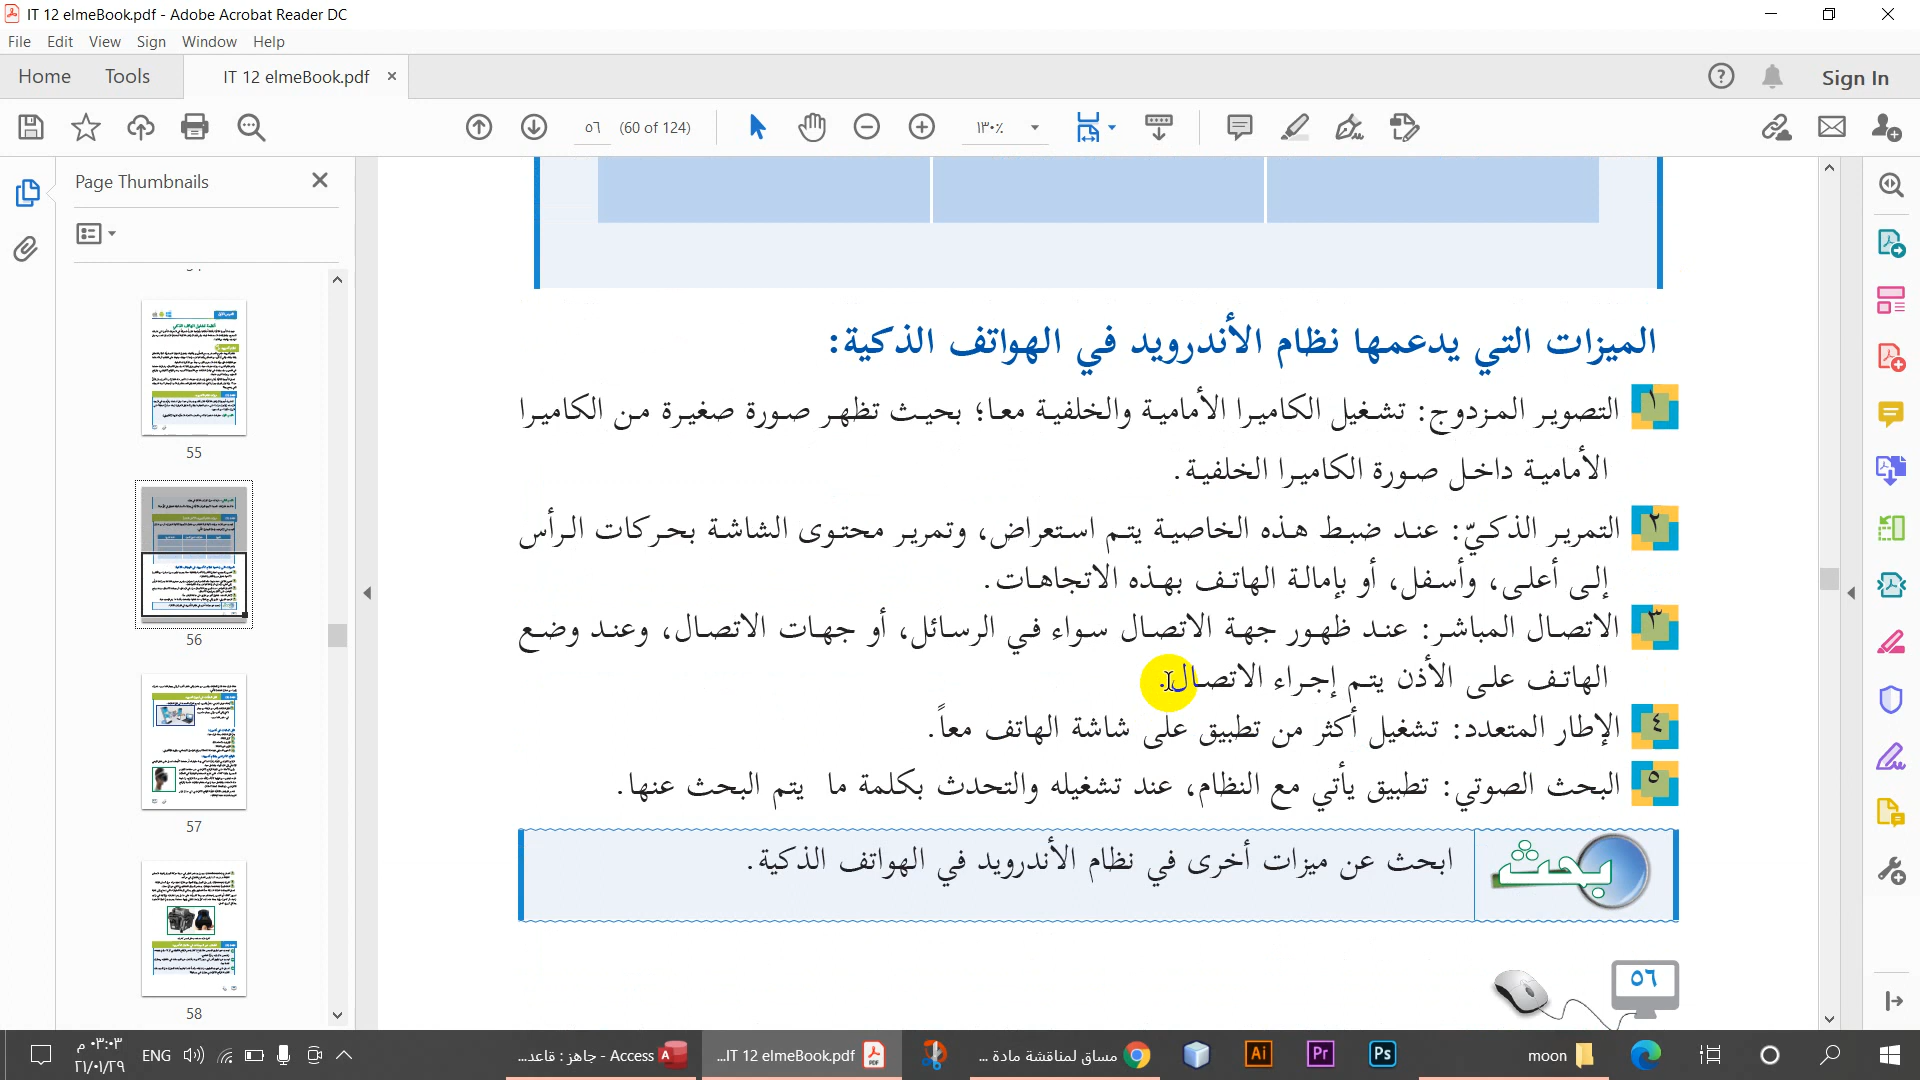 IT 12 elmeBook.pdf - Adobe Acrobat Reader DC
File Edit View Sign Window Help
Home Tools IT 12 elmeBook.pdf × Sign In
٥٦ (60 of 124) ١٣٠٪
Page Thumbnails
55
56
57
58
الميزات التي يدعمها نظام الأندرويد في الهواتف الذكية:
١ التصوير المزدوج: تشغيل الكاميرا الأمامية والخلفية معا؛ بحيث تظهر صورة صغيرة من الكاميرا
الأمامية داخل صورة الكاميرا الخلفية.
٢ التمرير الذكيّ: عند ضبط هذه الخاصية يتم استعراض، وتمرير محتوى الشاشة بحركات الرأس
إلى أعلى، وأسفل، أو بإمالة الهاتف بهذه الاتجاهات.
٣ الاتصال المباشر: عند ظهور جهة الاتصال سواء في الرسائل، أو جهات الاتصال، وعند وضع
الهاتف على الأذن يتم إجراء الاتصال.
٤ الإطار المتعدد: تشغيل أكثر من تطبيق على شاشة الهاتف معاً.
٥ البحث الصوتي: تطبيق يأتي مع النظام، عند تشغيله والتحدث بكلمة ما يتم البحث عنها.
بحث
ابحث عن ميزات أخرى في نظام الأندرويد في الهواتف الذكية.
٥٦
٠٣:٠٣ م
٢١/٠١/٢٩
ENG
Access - جاهز : قاعد...
IT 12 elmeBook.pdf...
مساق لمناقشة مادة ...
Ai
Pr
Ps
moon